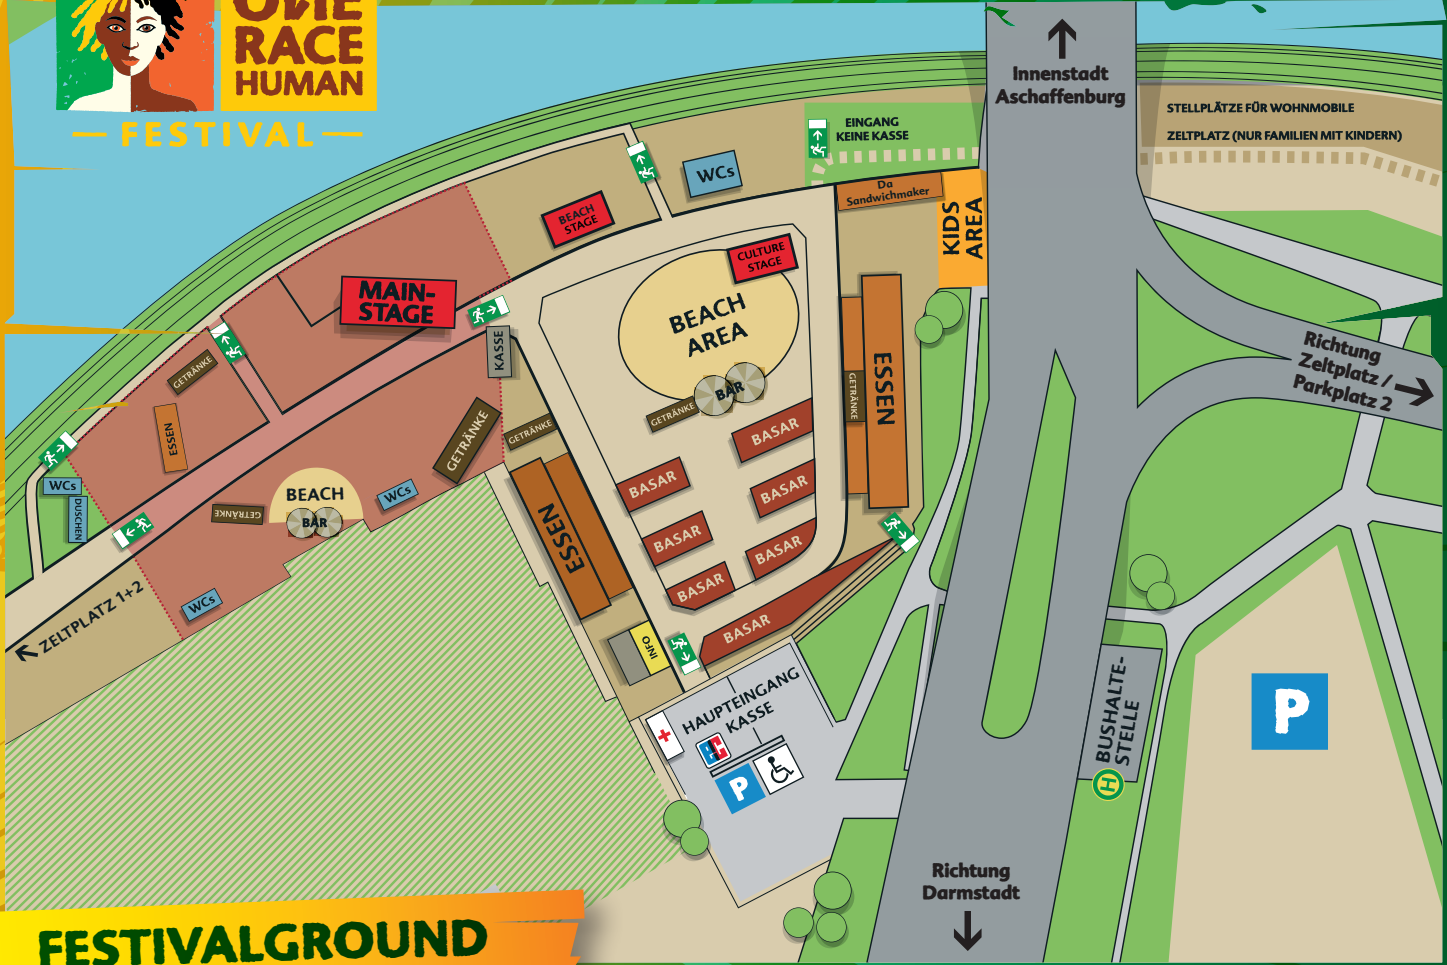 ONE
RACE
HUMAN
FESTIVAL
Innenstadt
Aschaffenburg
STELLPLÄTZE FÜR WOHNMOBILE
ZELTPLATZ (NUR FAMILIEN MIT KINDERN)
EINGANG
KEINE KASSE
WCs
Da
Sandwichmaker
KIDS
AREA
BEACH
STAGE
CULTURE
STAGE
MAIN-
STAGE
KASSE
BEACH
AREA
BAR
GETRÄNKE
GETRÄNKE
ESSEN
Richtung
Zeltplatz /
Parkplatz 2
GETRÄNKE
ESSEN
GETRÄNKE
GETRÄNKE
WCs
DUSCHEN
BEACH
BAR
GETRÄNKE
WCs
WCs
ZELTPLATZ 1+2
ESSEN
BASAR
BASAR
BASAR
BASAR
BASAR
BASAR
BASAR
INFO
HAUPTEINGANG
KASSE
EC
P
BUSHALTE-
STELLE
H
P
Richtung
Darmstadt
FESTIVALGROUND